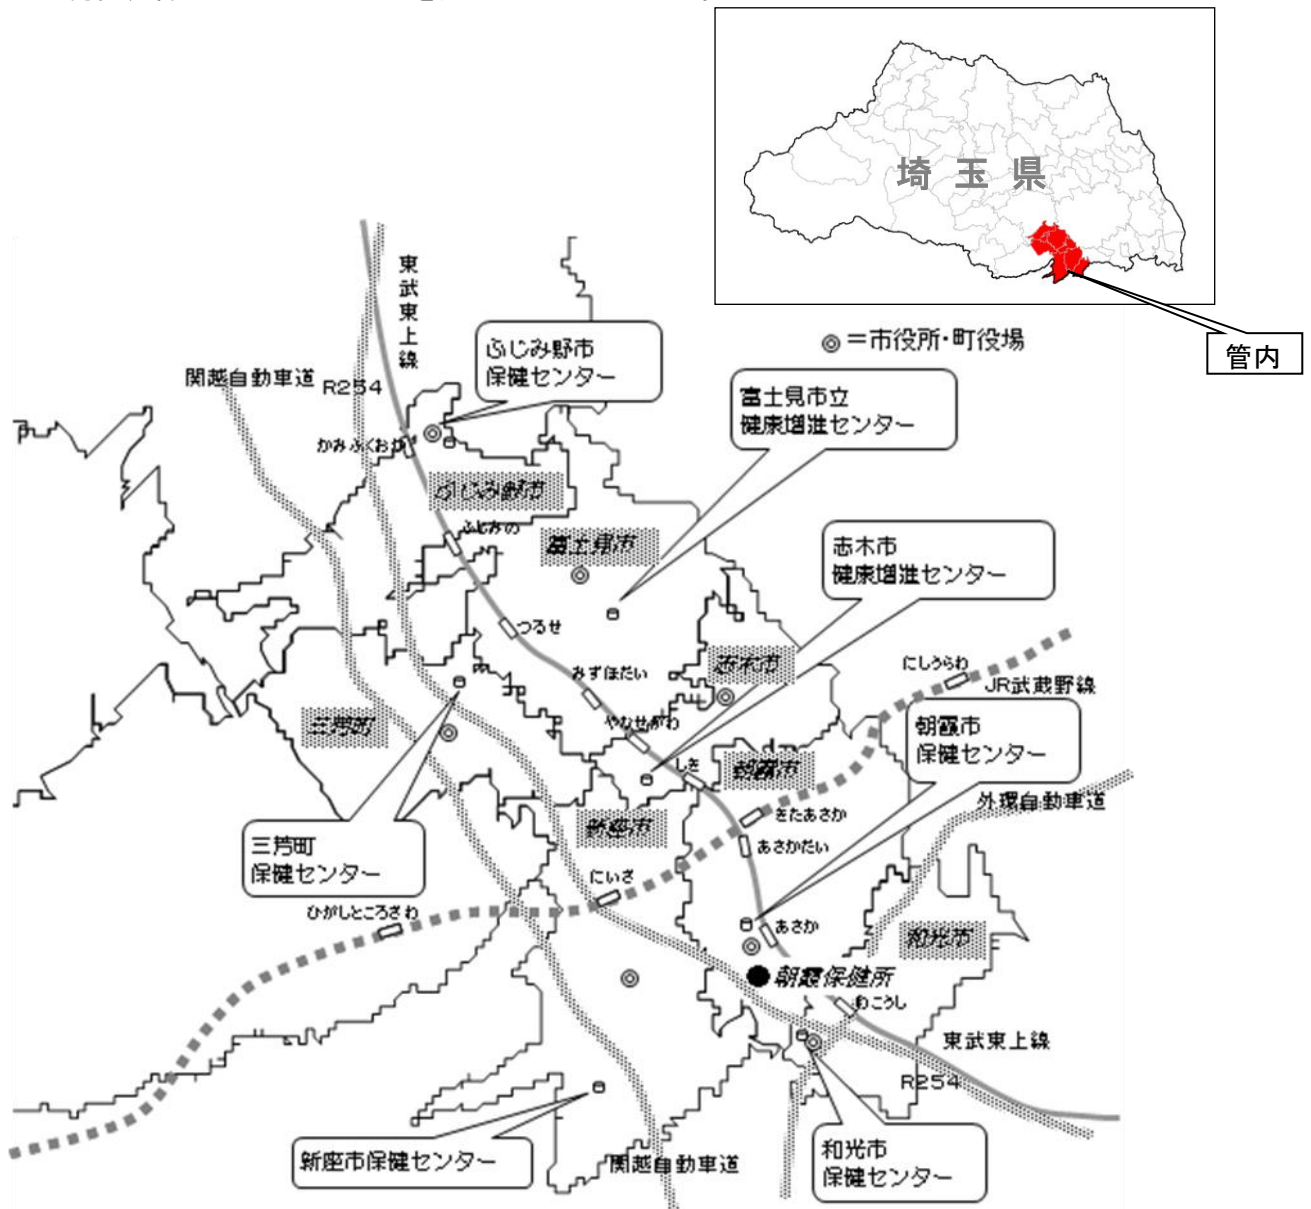 埼玉県
管内
◎＝市役所・町役場
東武東上線
関越自動車道
R254
ふじみ野市
保健センター
富士見市立
健康増進センター
かみふくおか
ふじみ野市
ふじみの
富士見市
志木市
健康増進センター
つるせ
みずほだい
志木市
にしうらわ
JR武蔵野線
三芳町
やなせがわ
朝霞市
保健センター
しき
朝霞市
外環自動車道
きたあさか
新座市
あさかだい
三芳町
保健センター
にいざ
ひがしところざわ
あさか
和光市
朝霞保健所
わこうし
東武東上線
R254
新座市保健センター
関越自動車道
和光市
保健センター